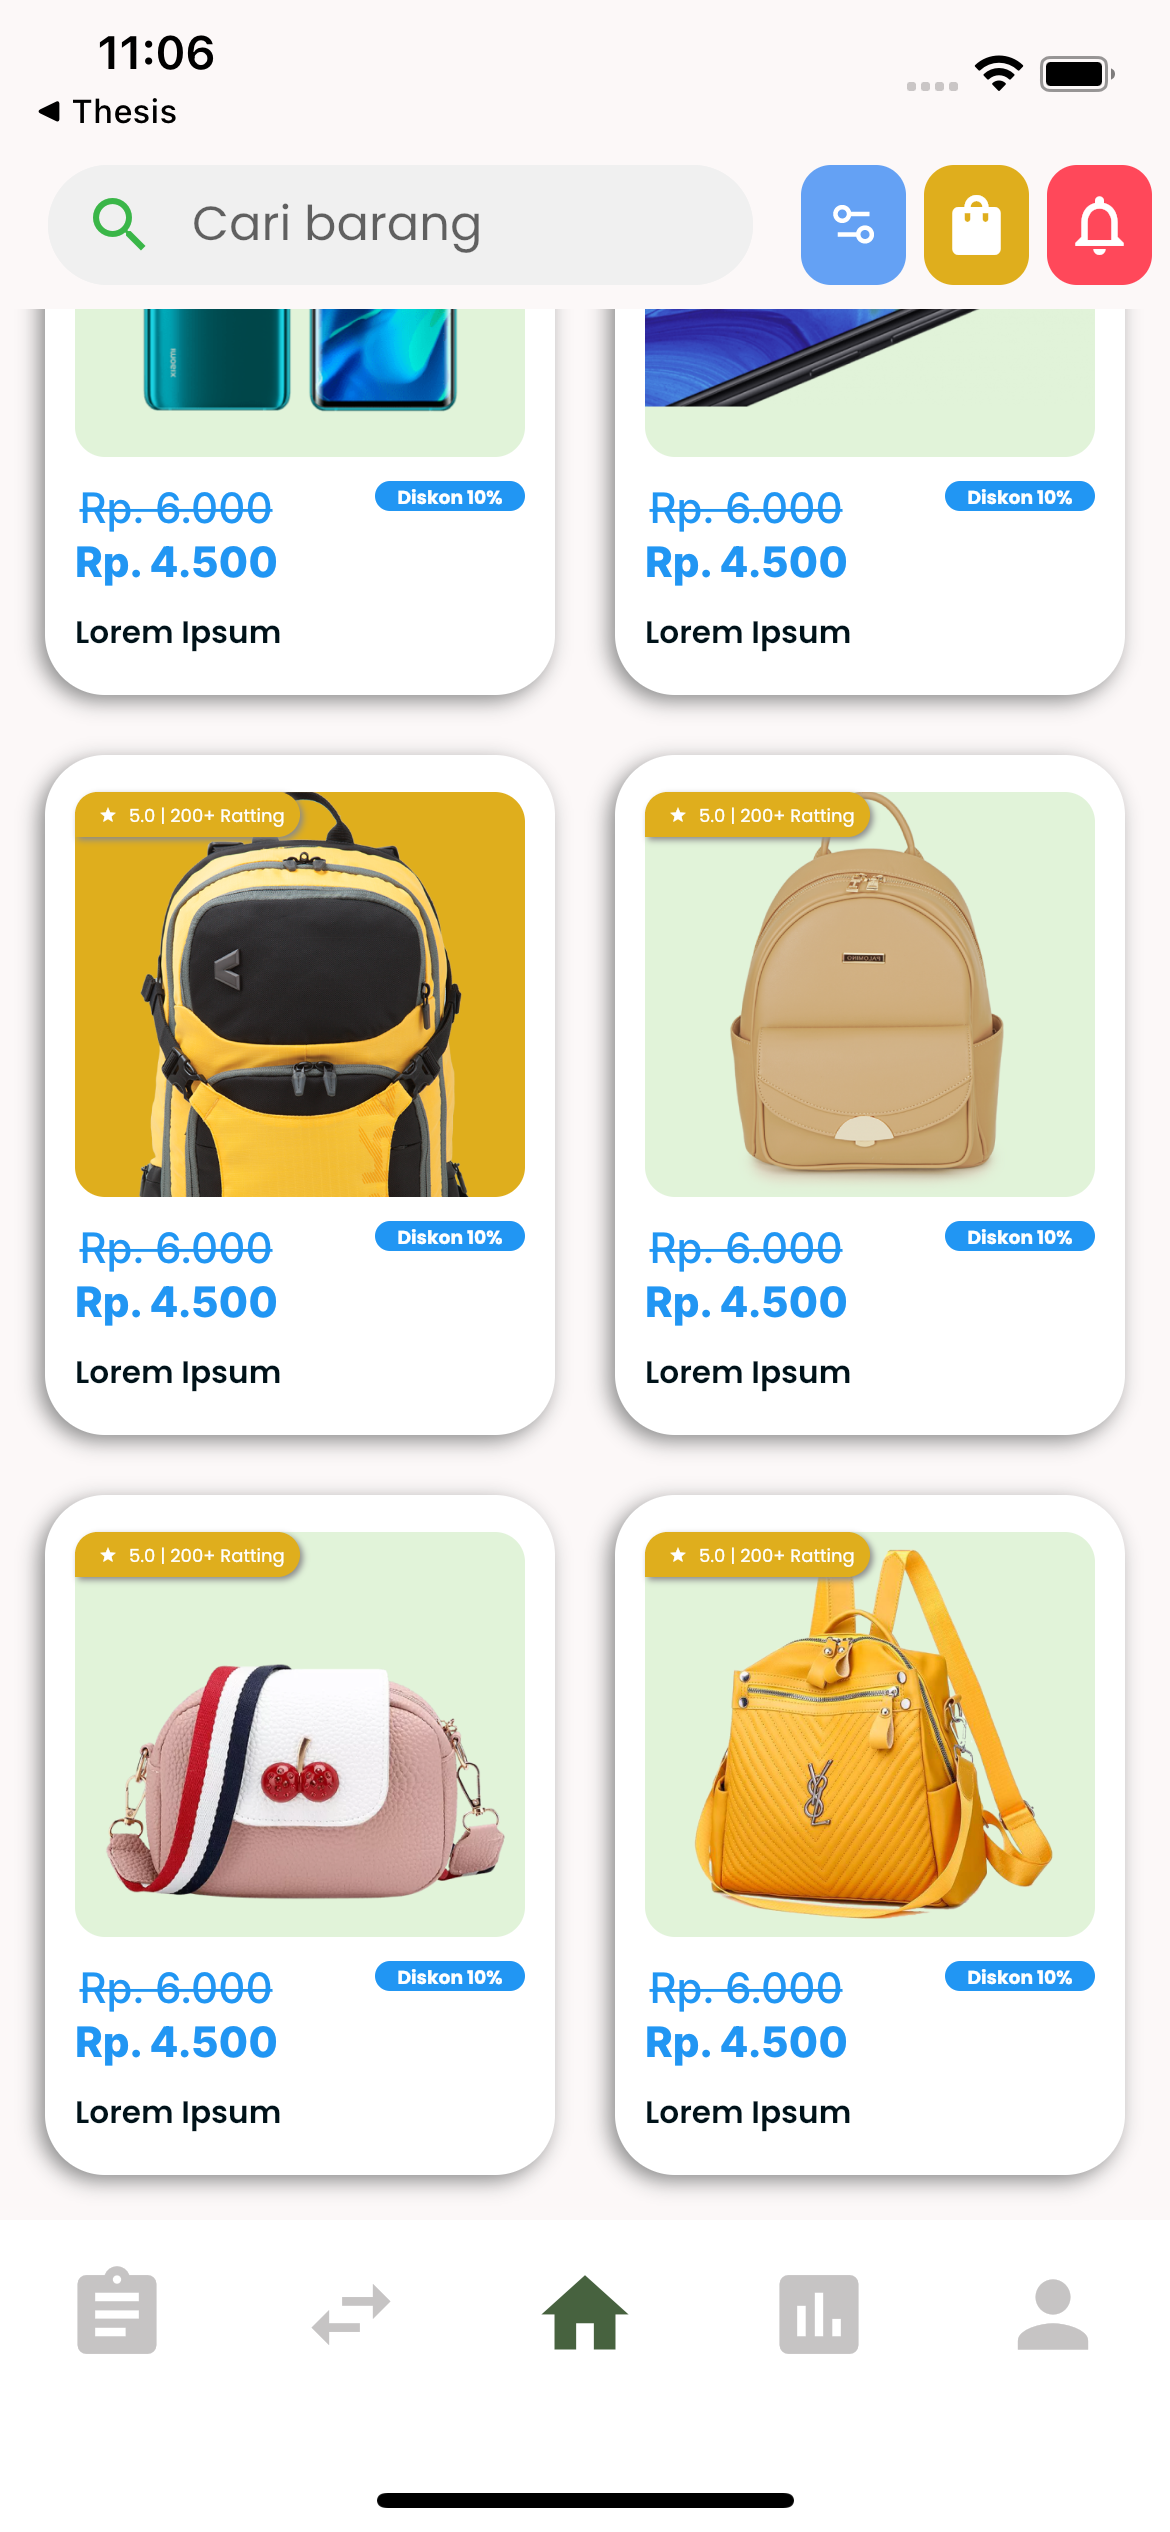 11:06
Thesis
Cari barang
XIAOMI
Rp. 6.000 Diskon 10%
Rp. 4.500
Lorem Ipsum
Rp. 6.000 Diskon 10%
Rp. 4.500
Lorem Ipsum
5.0 | 200+ Ratting
Rp. 6.000 Diskon 10%
Rp. 4.500
Lorem Ipsum
5.0 | 200+ Ratting
PALOMINO
Rp. 6.000 Diskon 10%
Rp. 4.500
Lorem Ipsum
5.0 | 200+ Ratting
Rp. 6.000 Diskon 10%
Rp. 4.500
Lorem Ipsum
5.0 | 200+ Ratting
YSL
Rp. 6.000 Diskon 10%
Rp. 4.500
Lorem Ipsum